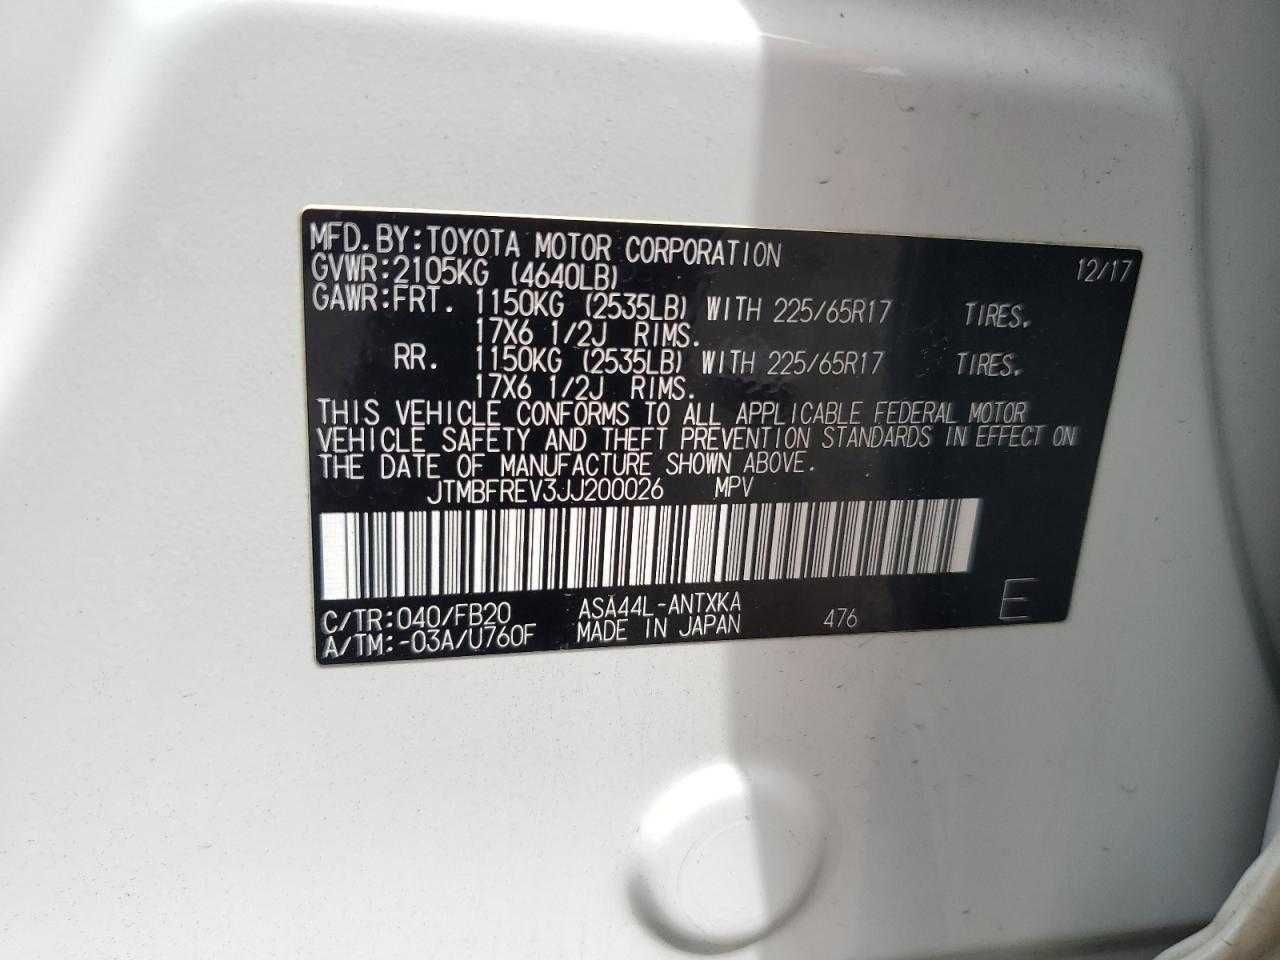 MFD.BY:TOYOTA MOTOR CORPORATION 12/17
GVWR:2105KG (4640LB)
GAWR:FRT. 1150KG (2535LB) WITH 225/65R17 TIRES.
17X6 1/2J RIMS.
RR. 1150KG (2535LB) WITH 225/65R17 TIRES.
17X6 1/2J RIMS.
THIS VEHICLE CONFORMS TO ALL APPLICABLE FEDERAL MOTOR
VEHICLE SAFETY AND THEFT PREVENTION STANDARDS IN EFFECT ON
THE DATE OF MANUFACTURE SHOWN ABOVE.
JTMBFREV3JJ200026 MPV
C/TR:040/FB20 ASA44L-ANTXKA
A/TM:-03A/U760F MADE IN JAPAN 476 E